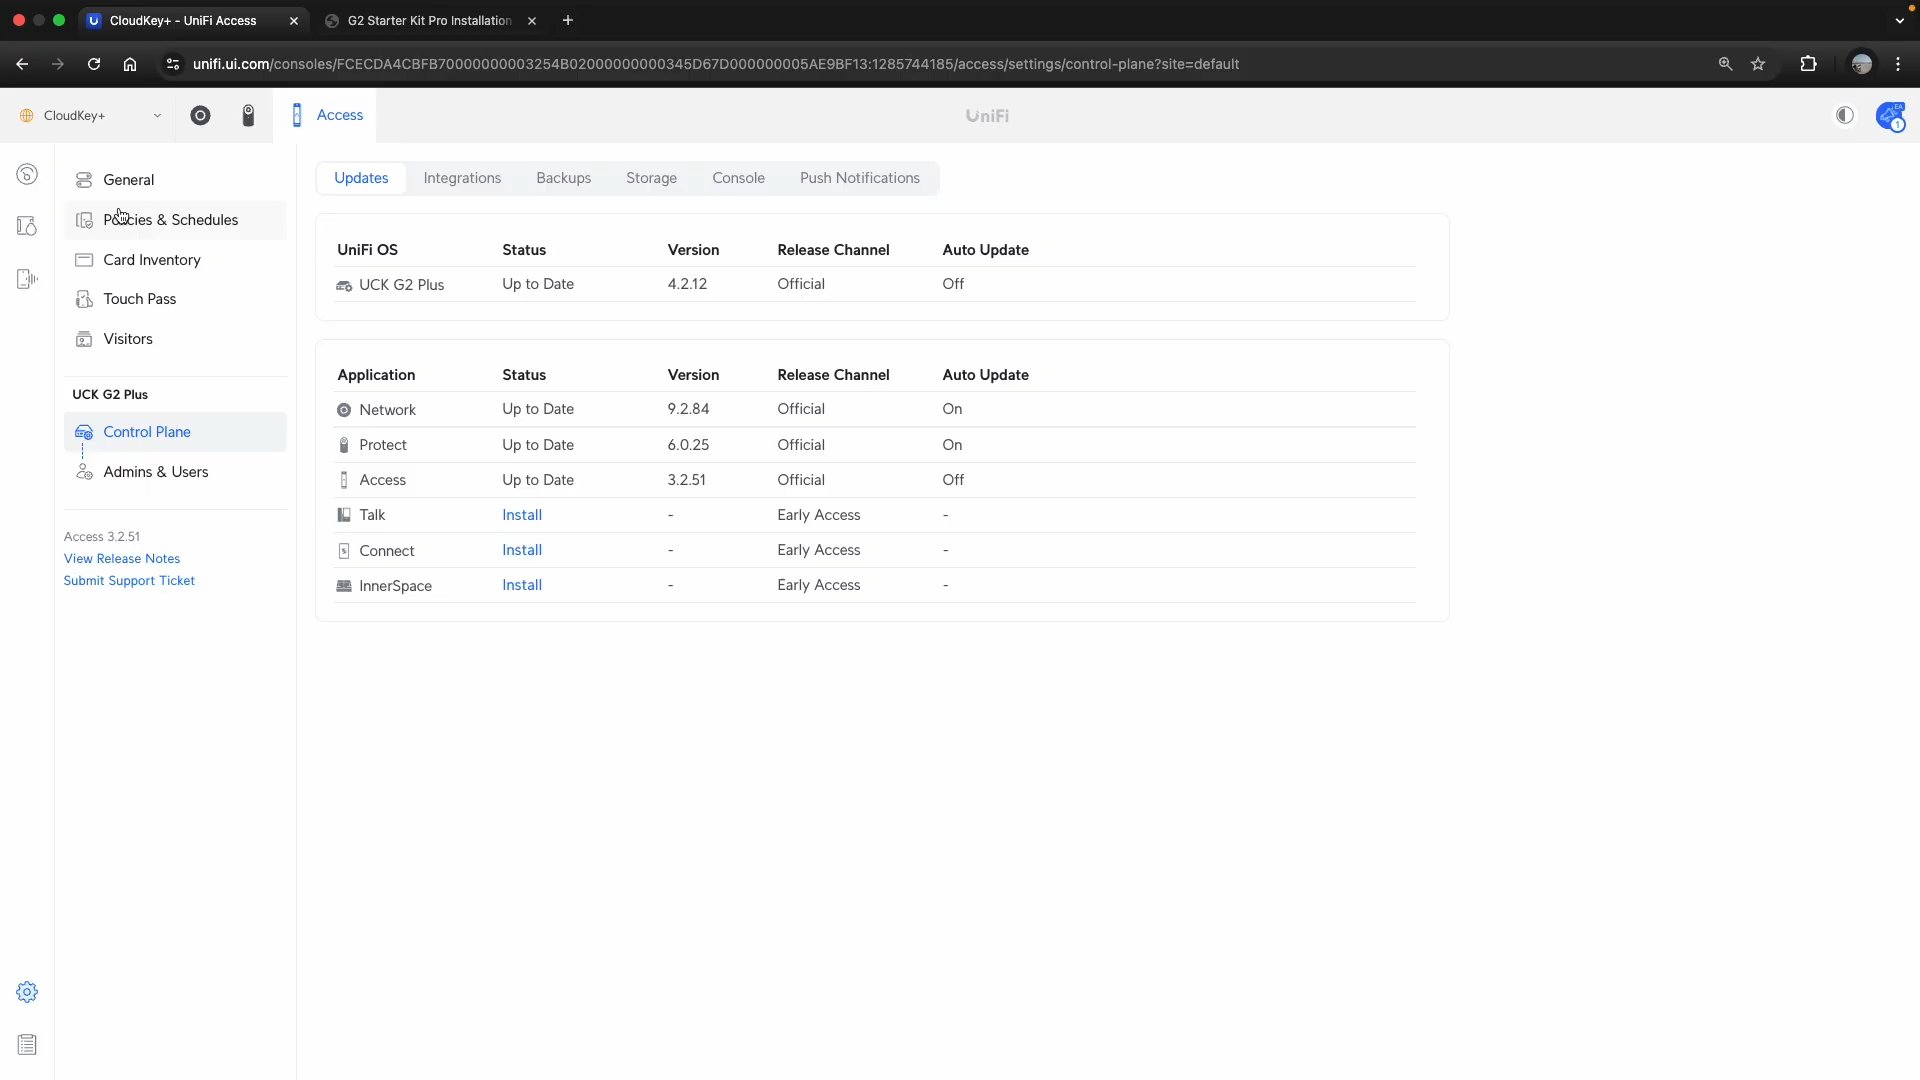 CloudKey+ - UniFi Access
G2 Starter Kit Pro Installation
unifi.ui.com/consoles/FCECDA4CBFB70000000003254B02000000000345D67D000000005AE9BF13:1285744185/access/settings/control-plane?site=default
CloudKey+
Access
UniFi
EA
1
General
Policies & Schedules
Card Inventory
Touch Pass
Visitors
UCK G2 Plus
Control Plane
Admins & Users
Access 3.2.51
View Release Notes
Submit Support Ticket
Updates Integrations Backups Storage Console Push Notifications
UniFi OS Status Version Release Channel Auto Update
UCK G2 Plus Up to Date 4.2.12 Official Off
Application Status Version Release Channel Auto Update
Network Up to Date 9.2.84 Official On
Protect Up to Date 6.0.25 Official On
Access Up to Date 3.2.51 Official Off
Talk Install - Early Access -
Connect Install - Early Access -
InnerSpace Install - Early Access -